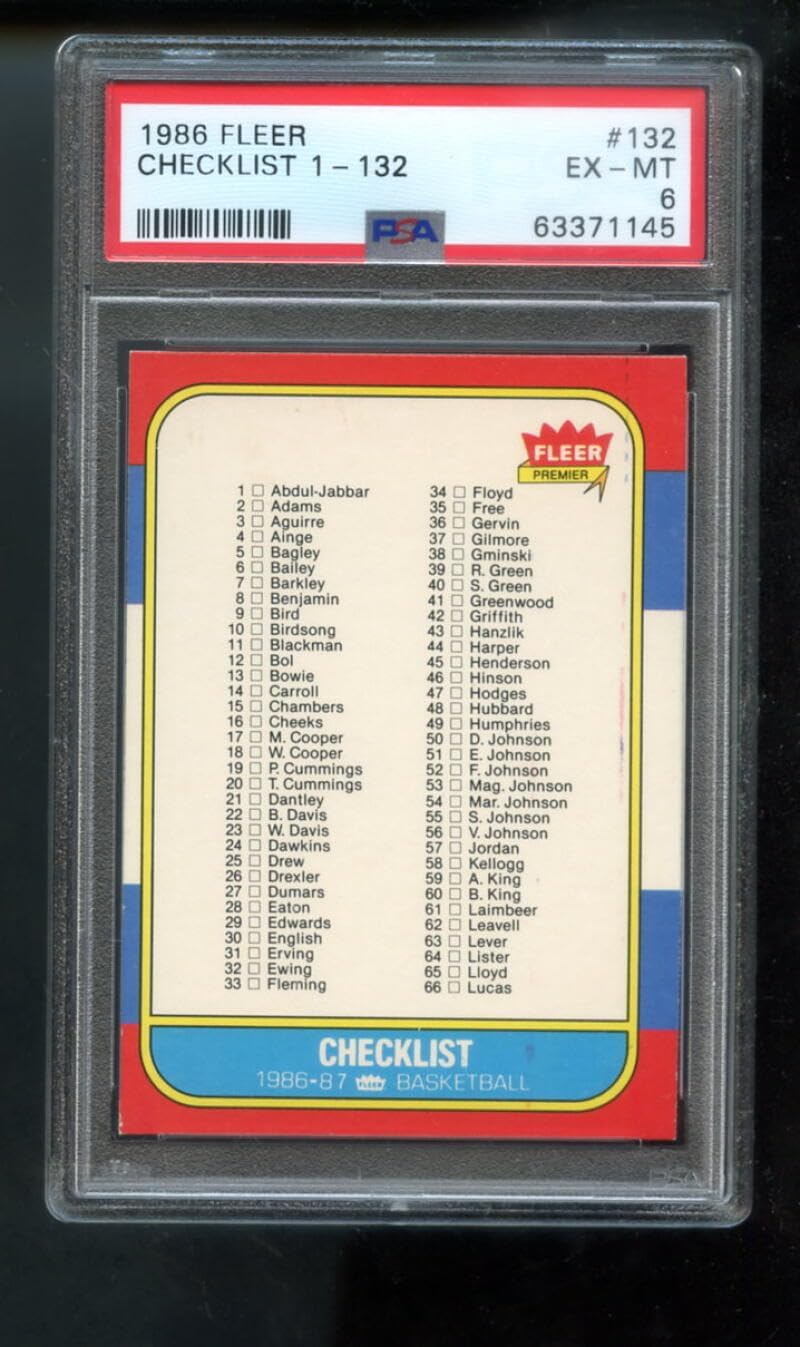 1986 FLEER #132
CHECKLIST 1 - 132 EX - MT
6
PSA 63371145
FLEER
PREMIER
1 □ Abdul-Jabbar
2 □ Adams
3 □ Aguirre
4 □ Ainge
5 □ Bagley
6 □ Bailey
7 □ Barkley
8 □ Benjamin
9 □ Bird
10 □ Birdsong
11 □ Blackman
12 □ Bol
13 □ Bowie
14 □ Carroll
15 □ Chambers
16 □ Cheeks
17 □ M. Cooper
18 □ W. Cooper
19 □ P. Cummings
20 □ T. Cummings
21 □ Dantley
22 □ B. Davis
23 □ W. Davis
24 □ Dawkins
25 □ Drew
26 □ Drexler
27 □ Dumars
28 □ Eaton
29 □ Edwards
30 □ English
31 □ Erving
32 □ Ewing
33 □ Fleming
34 □ Floyd
35 □ Free
36 □ Gervin
37 □ Gilmore
38 □ Gminski
39 □ R. Green
40 □ S. Green
41 □ Greenwood
42 □ Griffith
43 □ Hanzlik
44 □ Harper
45 □ Henderson
46 □ Hinson
47 □ Hodges
48 □ Hubbard
49 □ Humphries
50 □ D. Johnson
51 □ E. Johnson
52 □ F. Johnson
53 □ Mag. Johnson
54 □ Mar. Johnson
55 □ S. Johnson
56 □ V. Johnson
57 □ Jordan
58 □ Kellogg
59 □ A. King
60 □ B. King
61 □ Laimbeer
62 □ Leavell
63 □ Lever
64 □ Lister
65 □ Lloyd
66 □ Lucas
CHECKLIST
1986-87 BASKETBALL
PSA